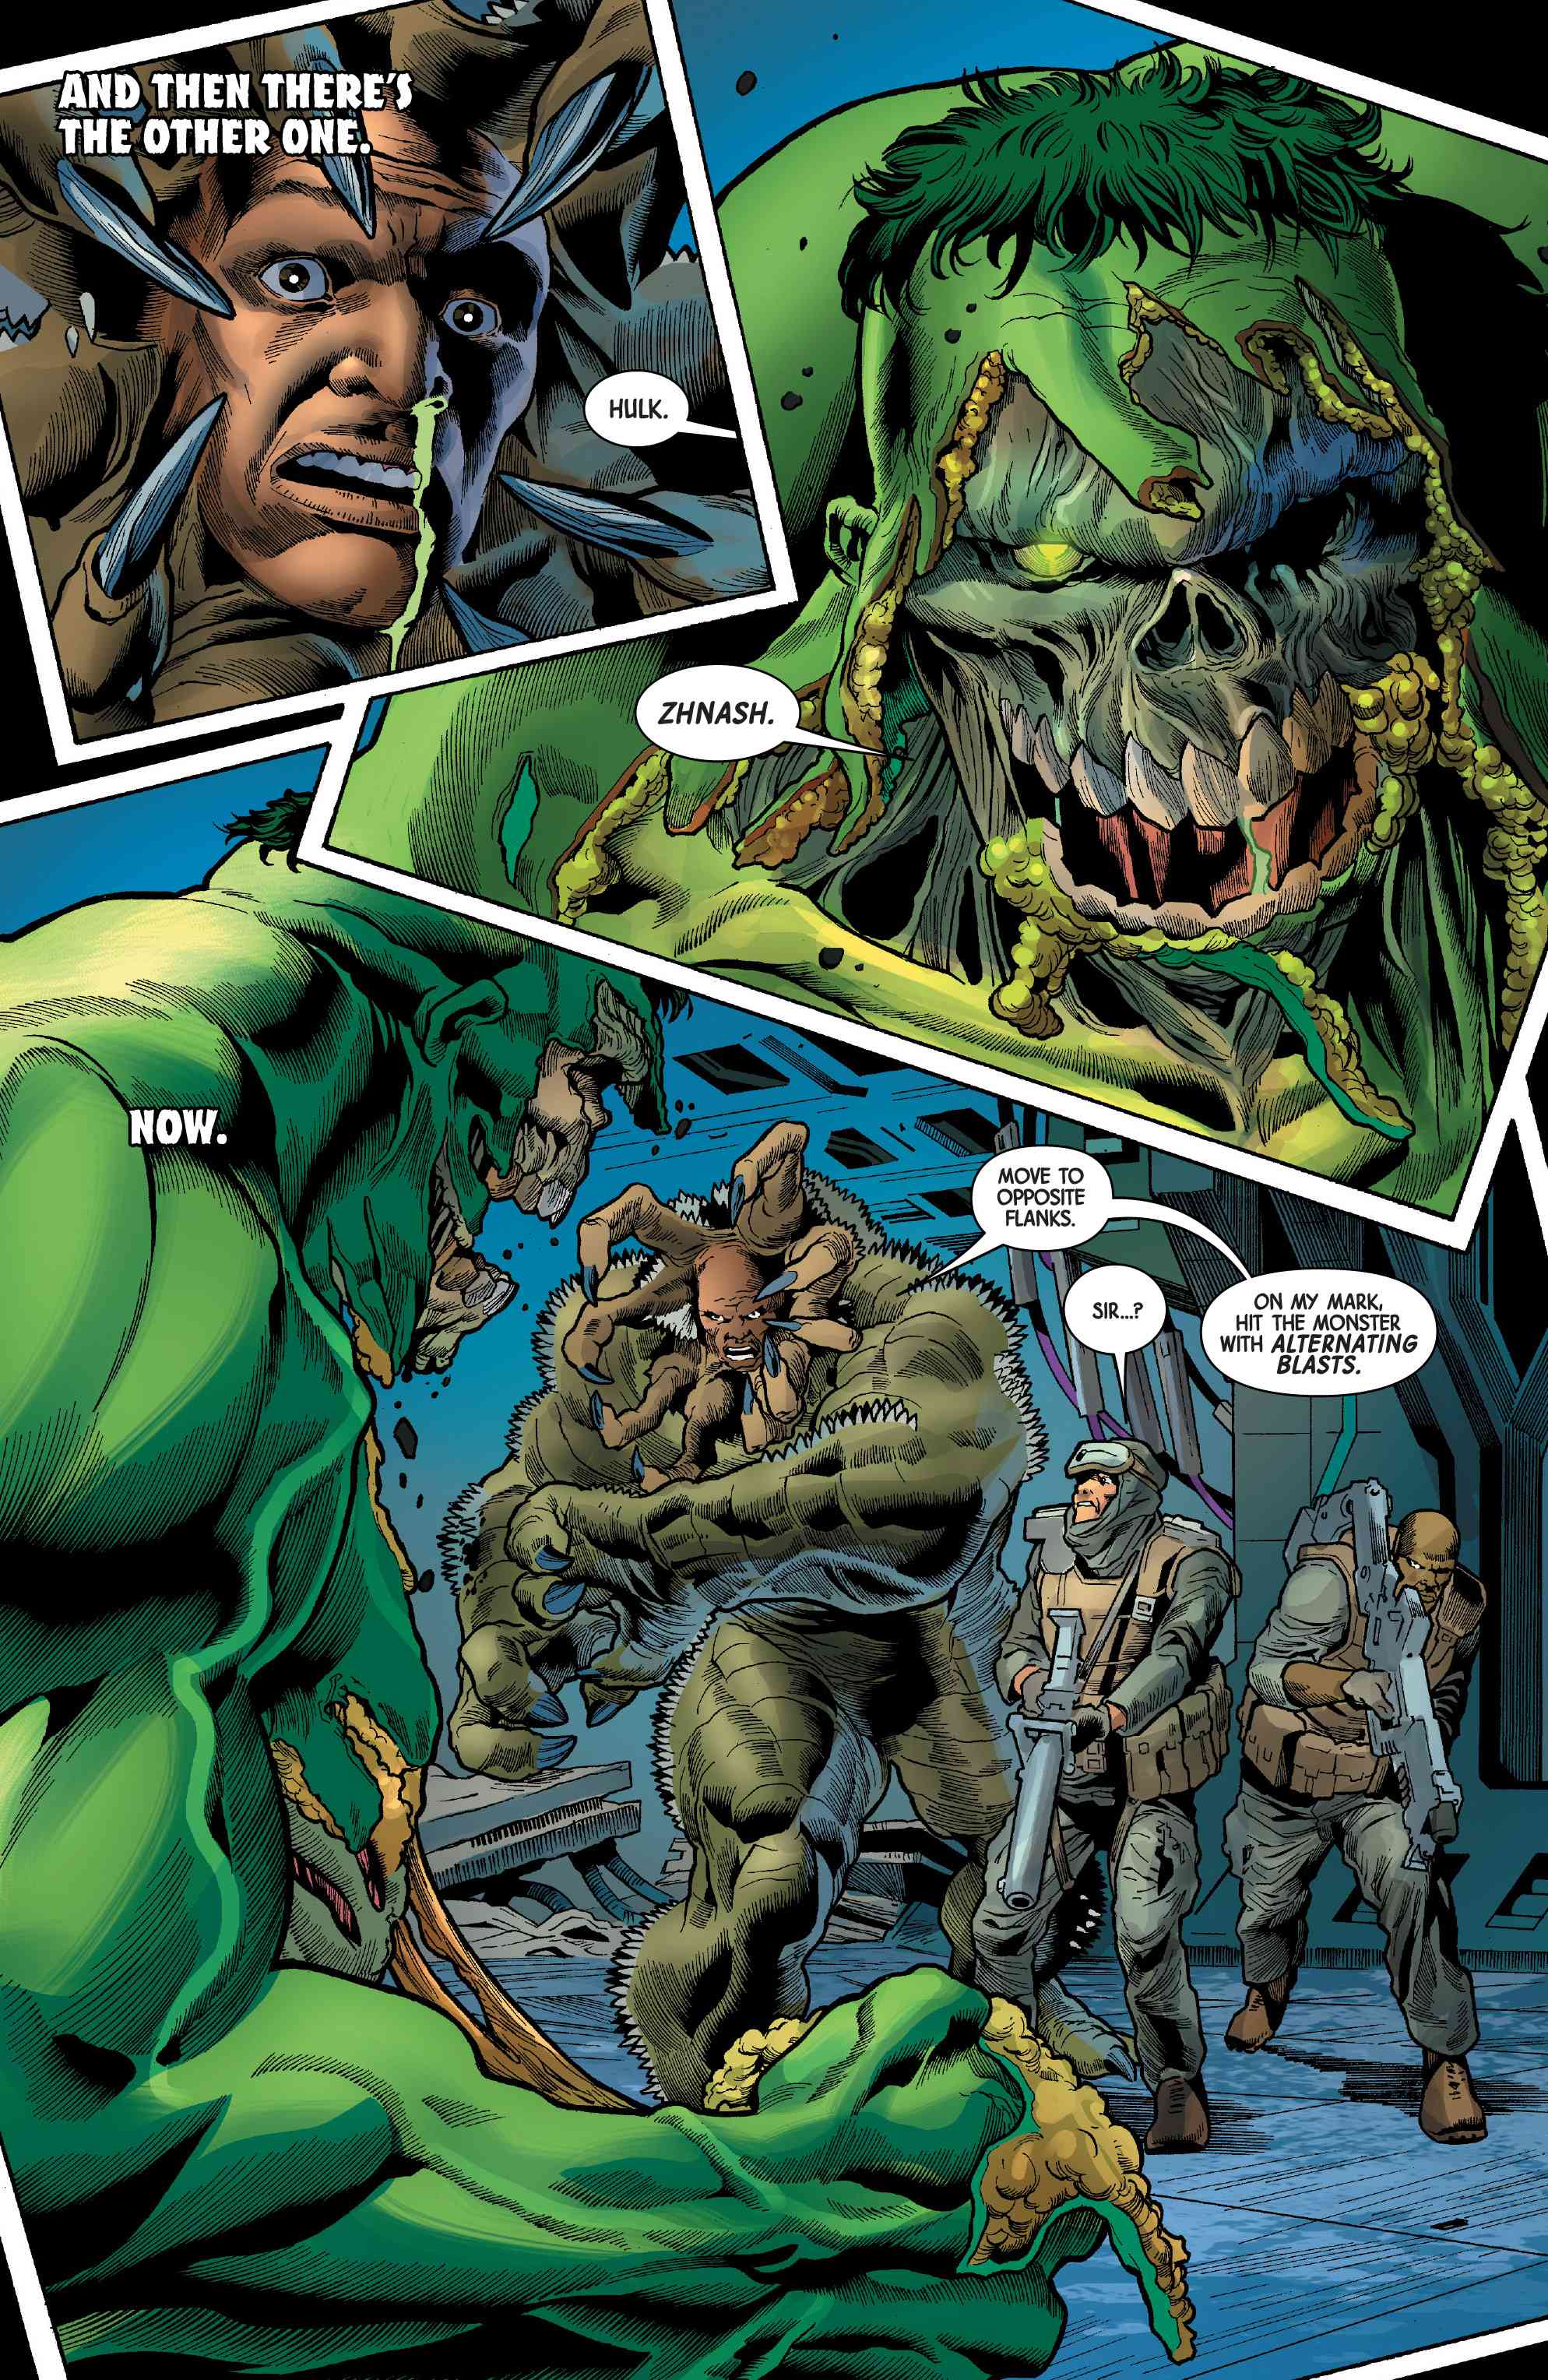 AND THEN THERE'S
THE OTHER ONE.
HULK.
ZHNASH.
NOW.
MOVE TO
OPPOSITE
FLANKS.
SIR...?
ON MY MARK,
HIT THE MONSTER
WITH ALTERNATING
BLASTS.